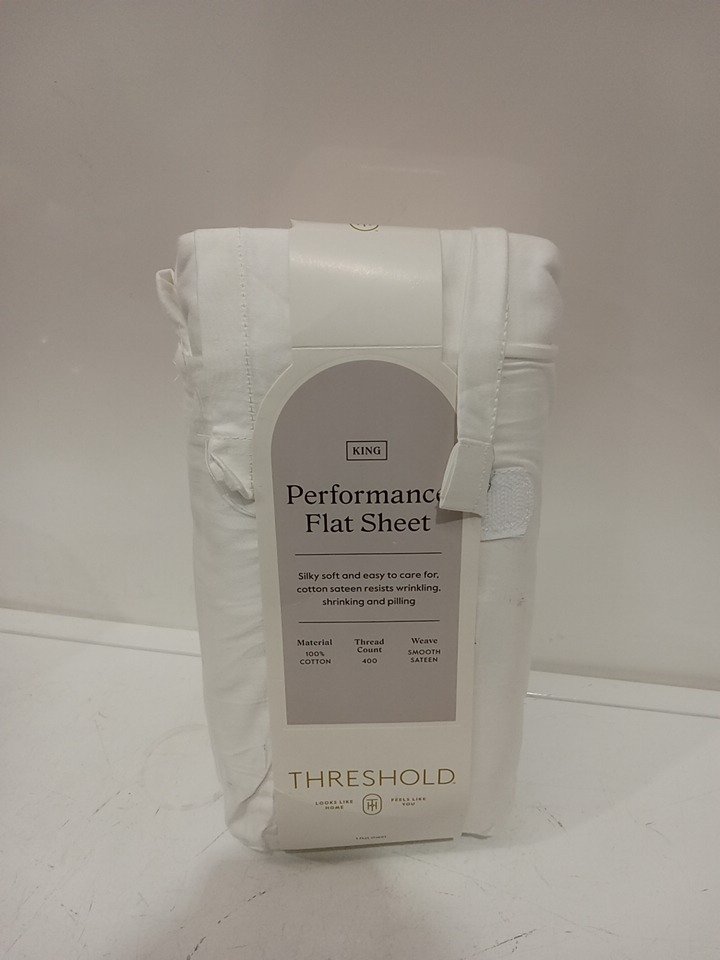 KING
Performance
Flat Sheet
Silky soft and easy to care for,
cotton sateen resists wrinkling,
shrinking and pilling
Material
100%
COTTON
Thread
Count
400
Weave
SMOOTH
SATEEN
THRESHOLD
LOOKS LIKE
HOME
FEELS LIKE
YOU